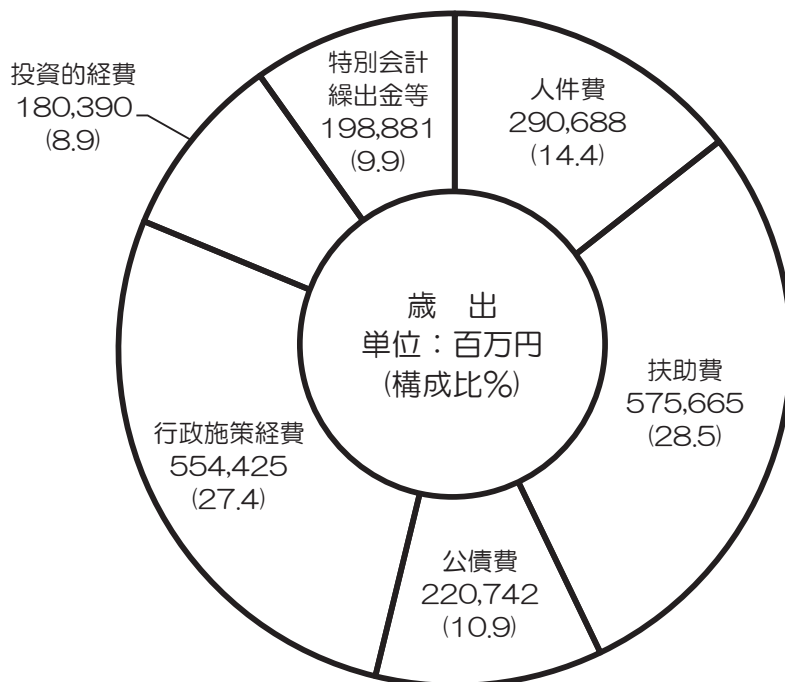 歳　出
単位：百万円
(構成比%)
人件費
290,688
(14.4)
扶助費
575,665
(28.5)
公債費
220,742
(10.9)
行政施策経費
554,425
(27.4)
投資的経費
180,390
(8.9)
特別会計
繰出金等
198,881
(9.9)